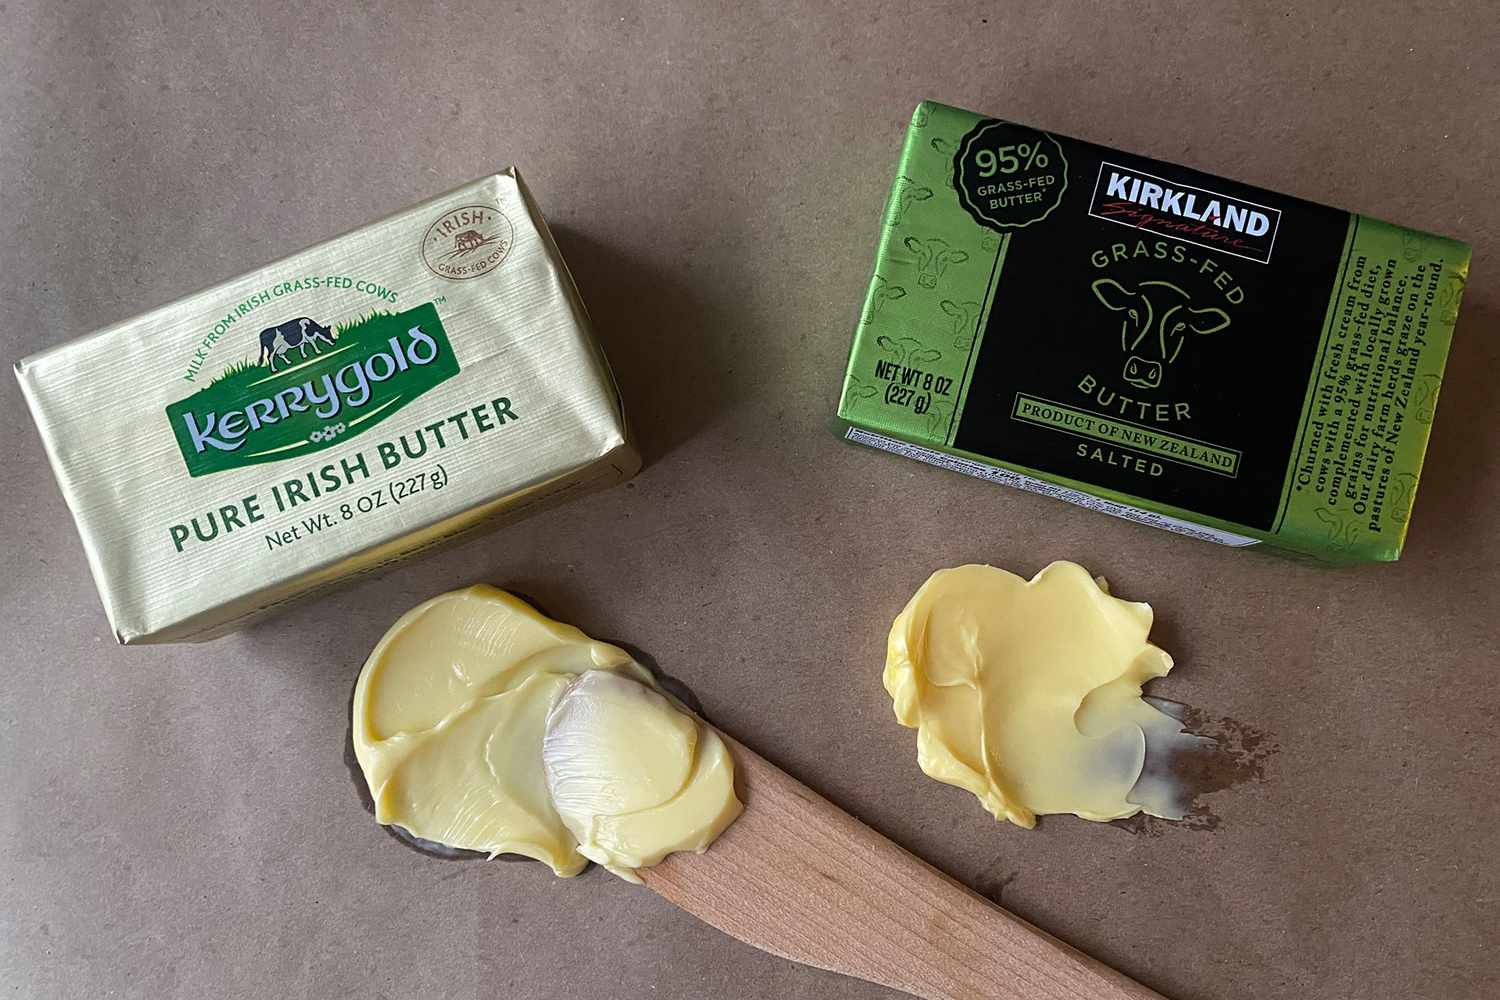 IRISH
GRASS-FED COWS
MILK FROM IRISH GRASS-FED COWS
Kerrygold™
PURE IRISH BUTTER
Net Wt. 8 OZ (227 g)
95%
GRASS-FED
BUTTER*
KIRKLAND
Signature
GRASS-FED
BUTTER
PRODUCT OF NEW ZEALAND
SALTED
NET WT 8 OZ
(227 g)
*Churned with fresh cream from
cows with a 95% grass-fed diet,
complemented with locally grown
grains for nutritional balance.
Our dairy farm herds graze on the
pastures of New Zealand year-round.